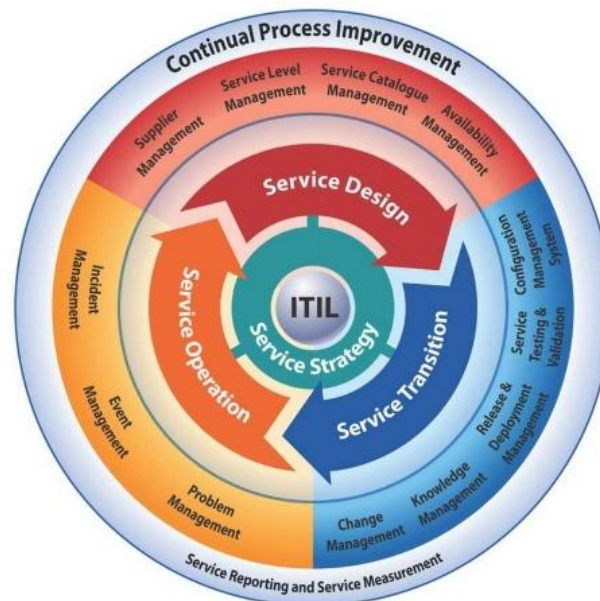 Continual Process Improvement
Supplier
Management
Service Level
Management
Service Catalogue
Management
Availability
Management
Configuration
Management
System
Service
Testing &
Validation
Release &
Deployment
Management
Knowledge
Management
Change
Management
Problem
Management
Event
Management
Incident
Management
Service Design
Service Transition
Service Operation
Service Strategy
ITIL
Service Reporting and Service Measurement